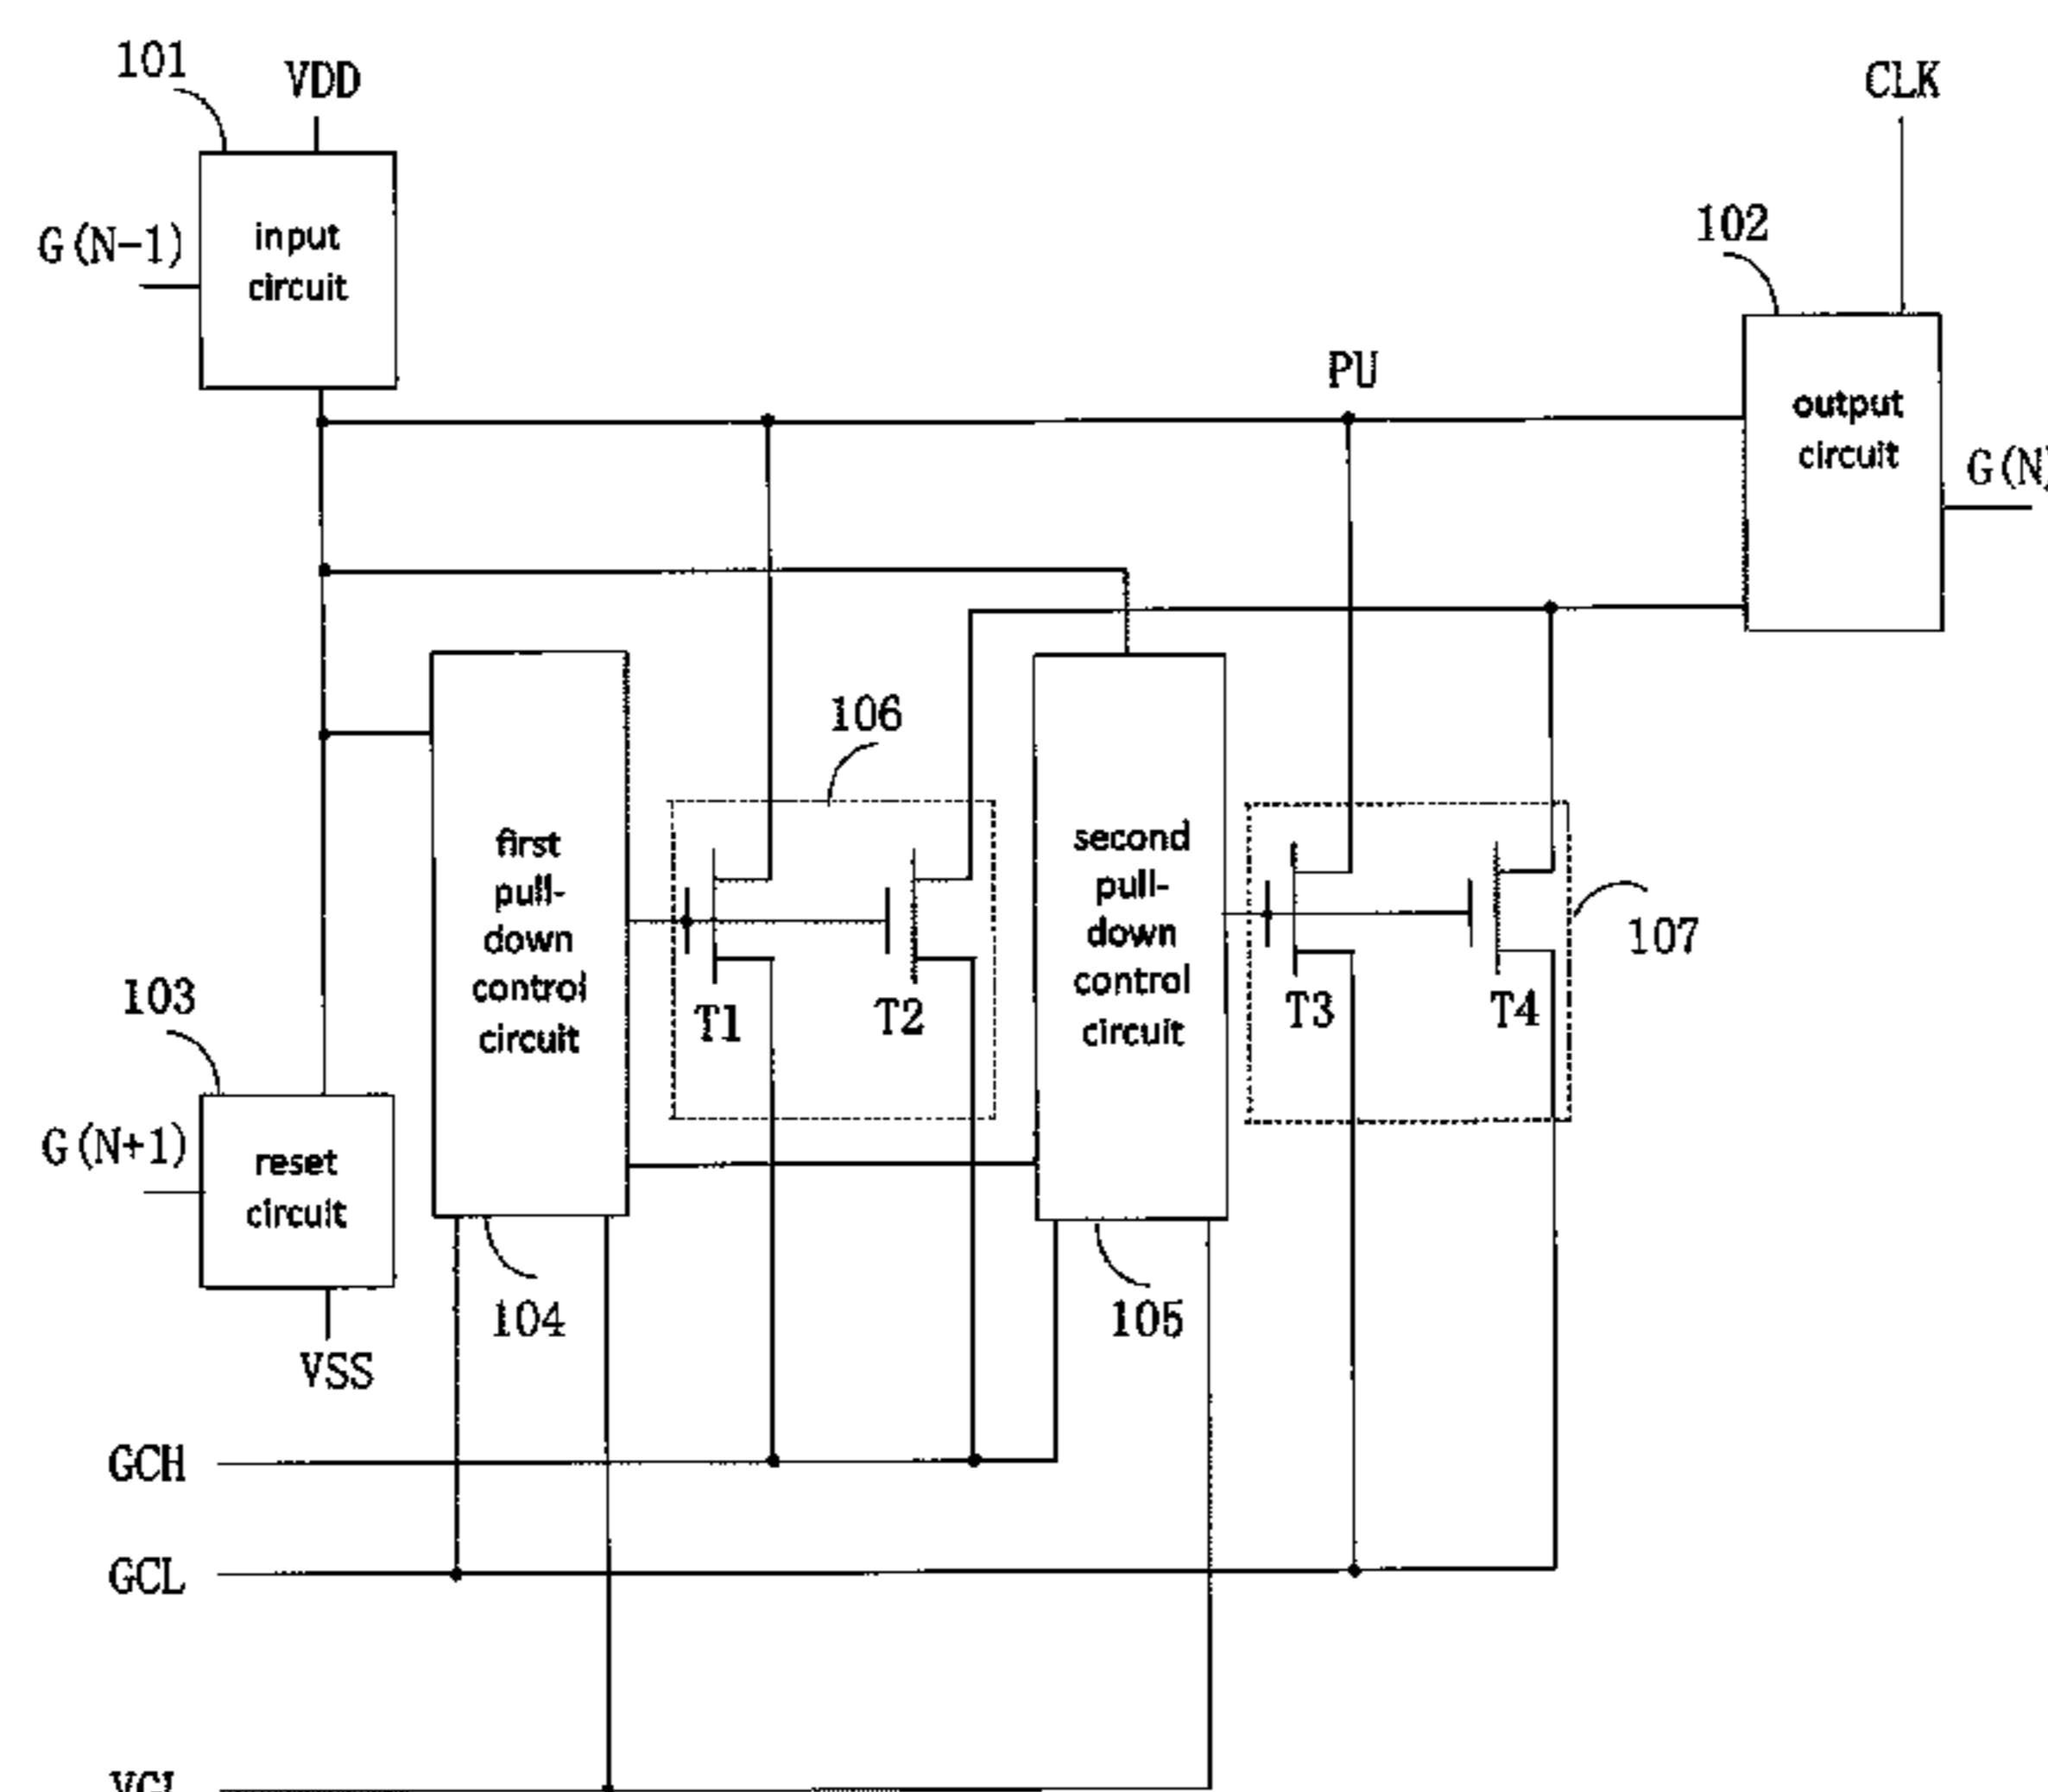 101
VDD
CLK
G(N-1)
input
circuit
102
PU
output
circuit
G(N)
106
first
pull-
down
control
circuit
second
pull-
down
control
circuit
107
T1
T2
T3
T4
103
G(N+1)
reset
circuit
104
105
VSS
GCH
GCL
VGL